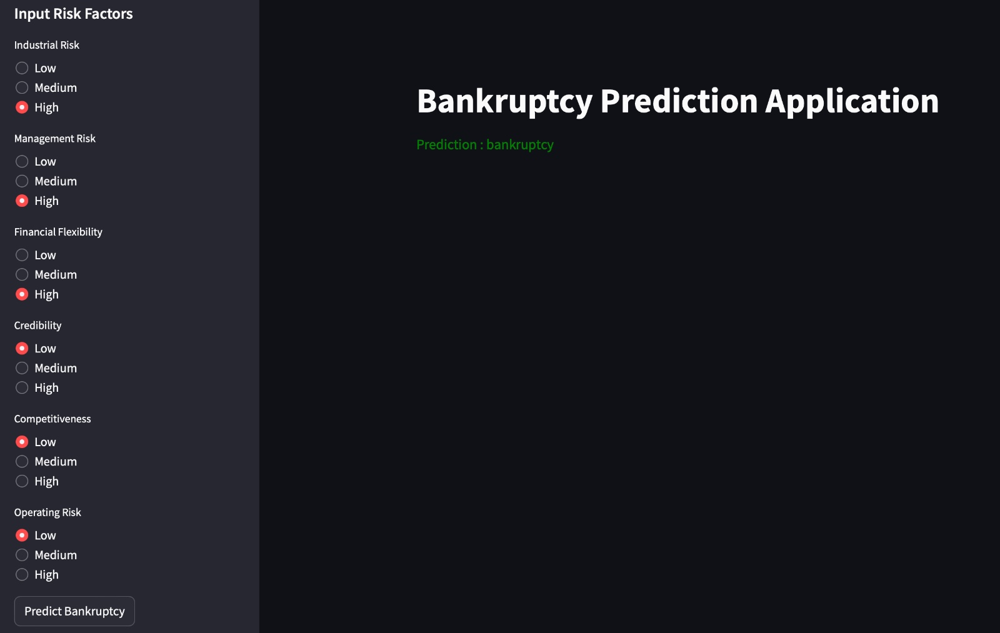 Input Risk Factors
Industrial Risk
Low
Medium
High
Management Risk
Low
Medium
High
Financial Flexibility
Low
Medium
High
Credibility
Low
Medium
High
Competitiveness
Low
Medium
High
Operating Risk
Low
Medium
High
Predict Bankruptcy
Bankruptcy Prediction Application
Prediction : bankruptcy